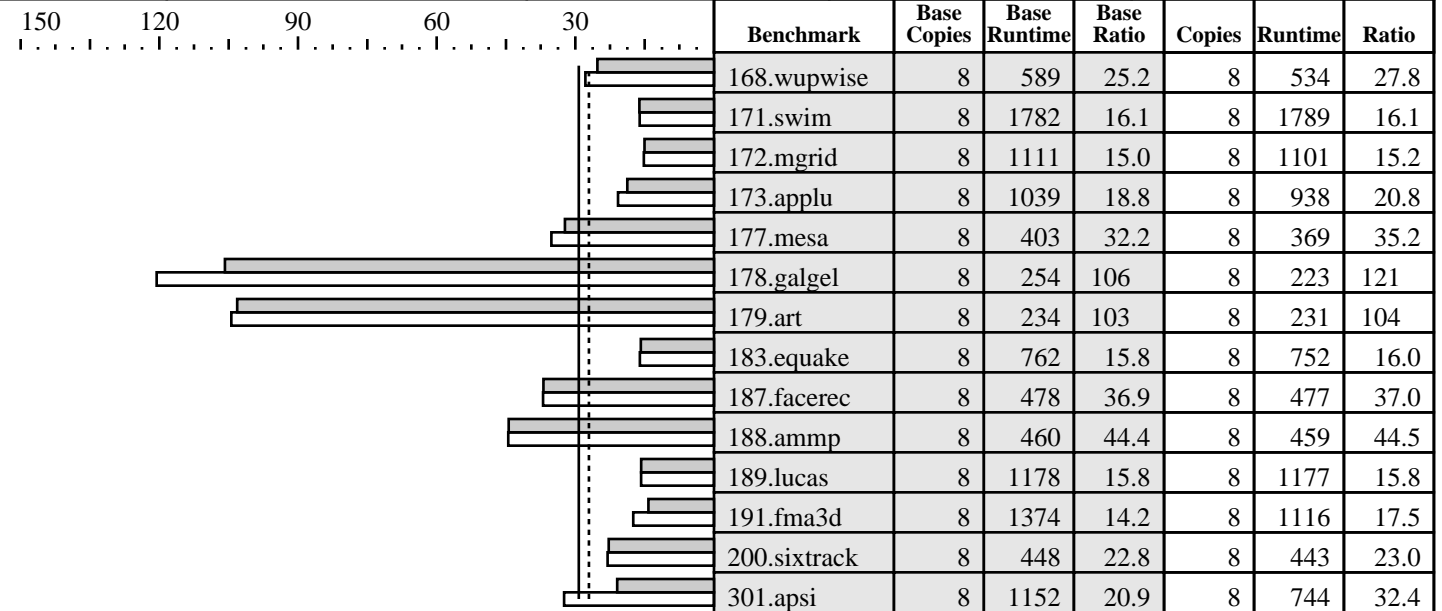 150 120 90 60 30
Benchmark Base Copies Base Runtime Base Ratio Copies Runtime Ratio
168.wupwise 8 589 25.2 8 534 27.8
171.swim 8 1782 16.1 8 1789 16.1
172.mgrid 8 1111 15.0 8 1101 15.2
173.applu 8 1039 18.8 8 938 20.8
177.mesa 8 403 32.2 8 369 35.2
178.galgel 8 254 106 8 223 121
179.art 8 234 103 8 231 104
183.equake 8 762 15.8 8 752 16.0
187.facerec 8 478 36.9 8 477 37.0
188.ammp 8 460 44.4 8 459 44.5
189.lucas 8 1178 15.8 8 1177 15.8
191.fma3d 8 1374 14.2 8 1116 17.5
200.sixtrack 8 448 22.8 8 443 23.0
301.apsi 8 1152 20.9 8 744 32.4